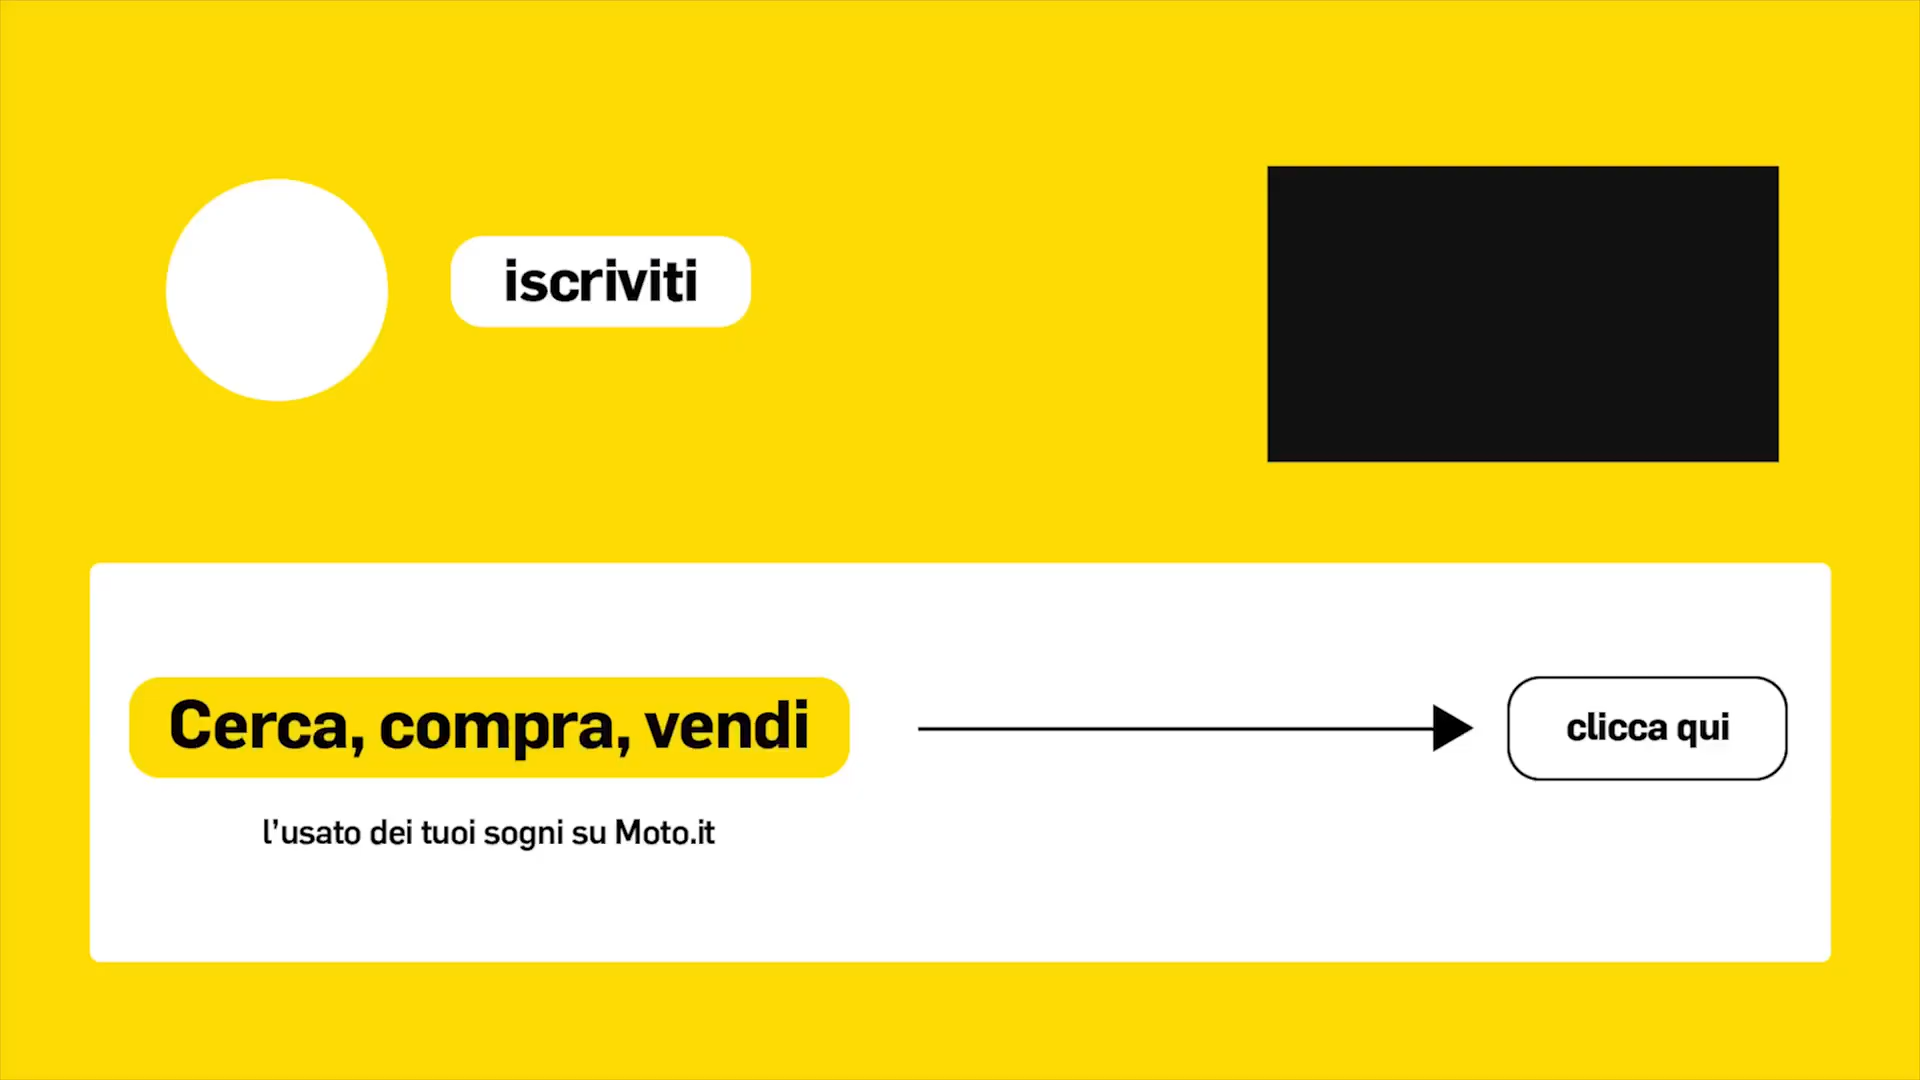 iscriviti
Cerca, compra, vendi
clicca qui
l’usato dei tuoi sogni su Moto.it